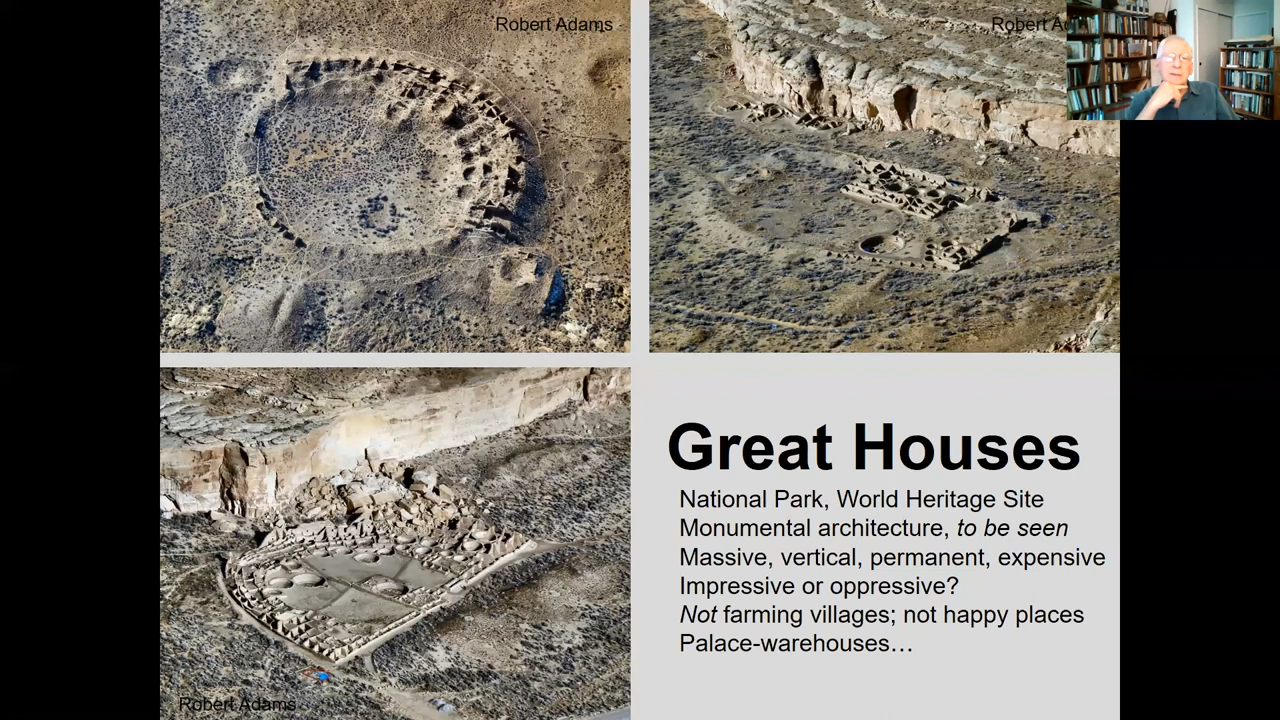 Robert Adams
Robert
Great Houses
National Park, World Heritage Site
Monumental architecture, to be seen
Massive, vertical, permanent, expensive
Impressive or oppressive?
Not farming villages; not happy places
Palace-warehouses…
Robert Adams